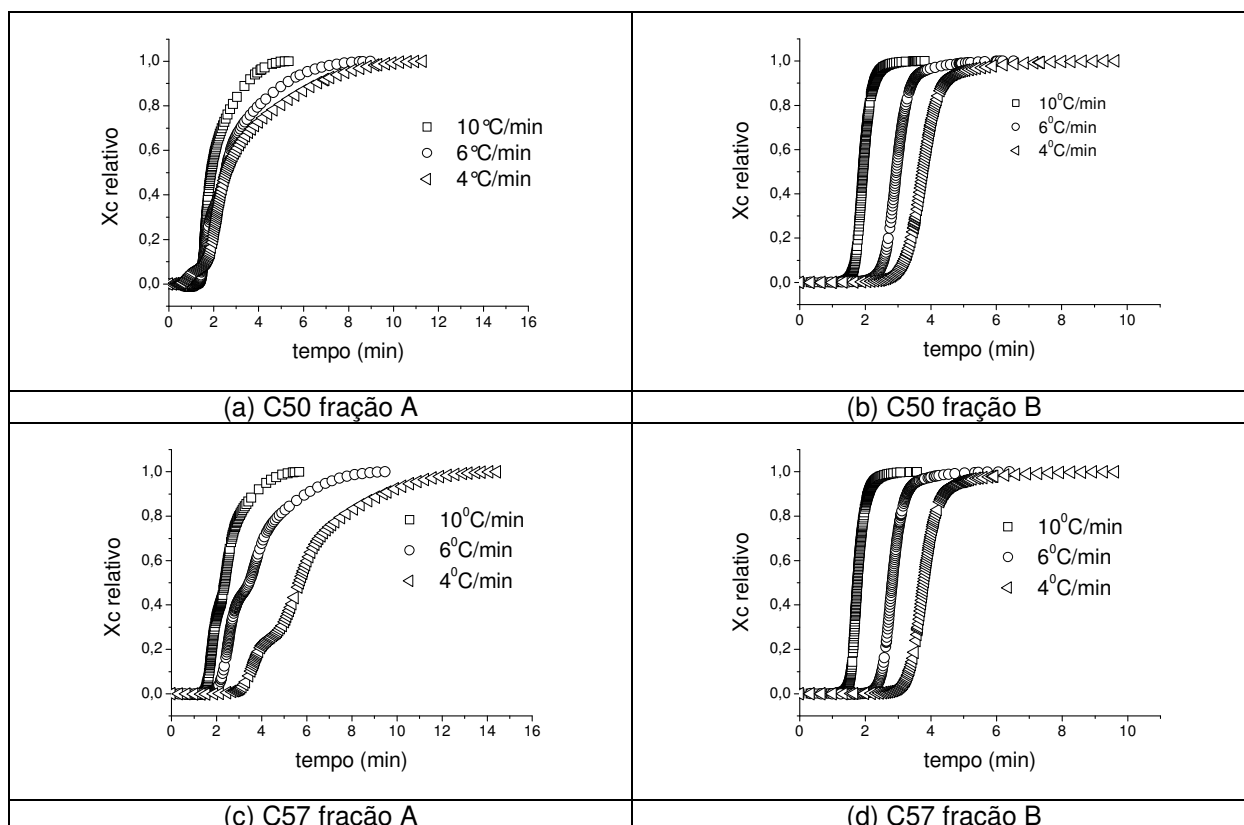 1,0
0,8
0,6
0,4
0,2
0,0
Xc relativo
10°C/min
6°C/min
4°C/min
0 2 4 6 8 10 12 14 16
tempo (min)
(a) C50 fração A
1,0
0,8
0,6
0,4
0,2
0,0
Xc relativo
10⁰C/min
6⁰C/min
4⁰C/min
0 2 4 6 8 10
tempo (min)
(b) C50 fração B
1,0
0,8
0,6
0,4
0,2
0,0
Xc relativo
10⁰C/min
6⁰C/min
4⁰C/min
0 2 4 6 8 10 12 14 16
tempo (min)
(c) C57 fração A
1,0
0,8
0,6
0,4
0,2
0,0
Xc relativo
10⁰C/min
6⁰C/min
4⁰C/min
0 2 4 6 8 10
tempo (min)
(d) C57 fração B